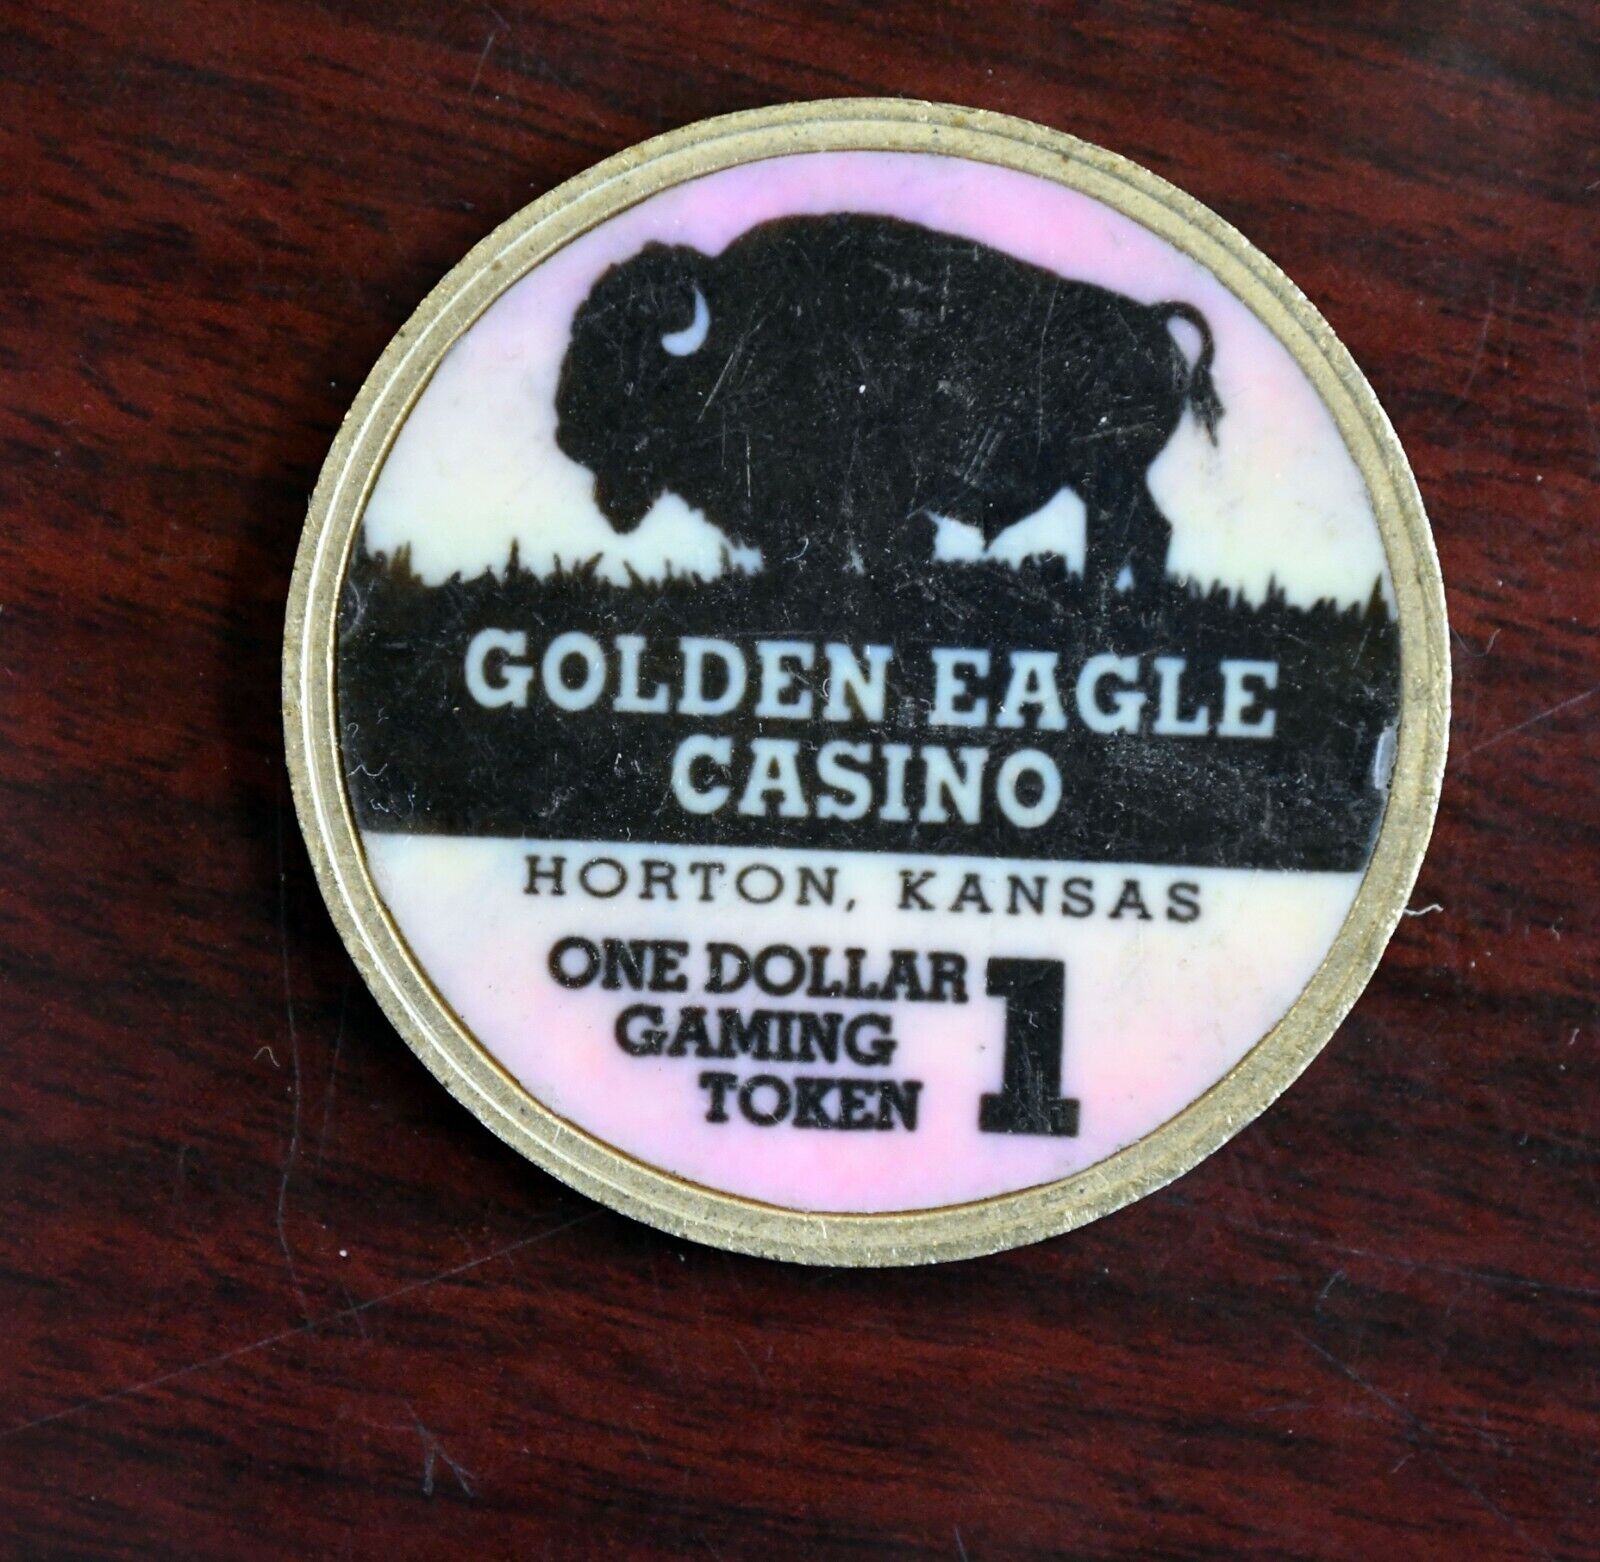 GOLDEN EAGLE
CASINO
HORTON, KANSAS
ONE DOLLAR
GAMING
TOKEN
1